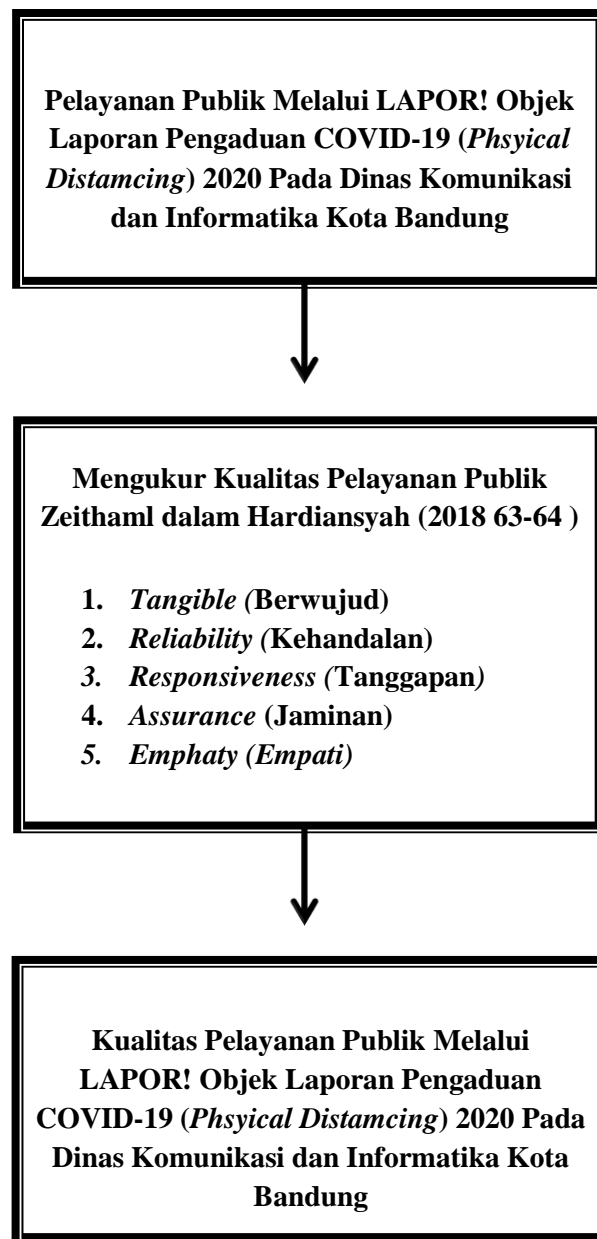 Pelayanan Publik Melalui LAPOR! Objek
Laporan Pengaduan COVID-19 (Phsyical
Distamcing) 2020 Pada Dinas Komunikasi
dan Informatika Kota Bandung
Mengukur Kualitas Pelayanan Publik
Zeithaml dalam Hardiansyah (2018 63-64 )
1. Tangible (Berwujud)
2. Reliability (Kehandalan)
3. Responsiveness (Tanggapan)
4. Assurance (Jaminan)
5. Emphaty (Empati)
Kualitas Pelayanan Publik Melalui
LAPOR! Objek Laporan Pengaduan
COVID-19 (Phsyical Distamcing) 2020 Pada
Dinas Komunikasi dan Informatika Kota
Bandung